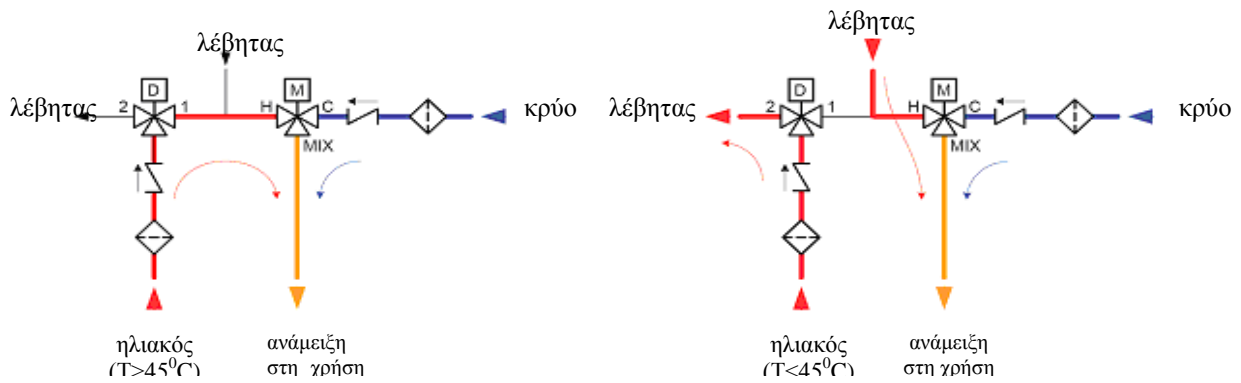 λέβητας
λέβητας
D
2
1
H
M
C
κρύο
MIX
ηλιακός
(T>45⁰C)
ανάμειξη
στη χρήση
λέβητας
λέβητας
D
2
1
H
M
C
κρύο
MIX
ηλιακός
(T<45⁰C)
ανάμειξη
στη χρήση